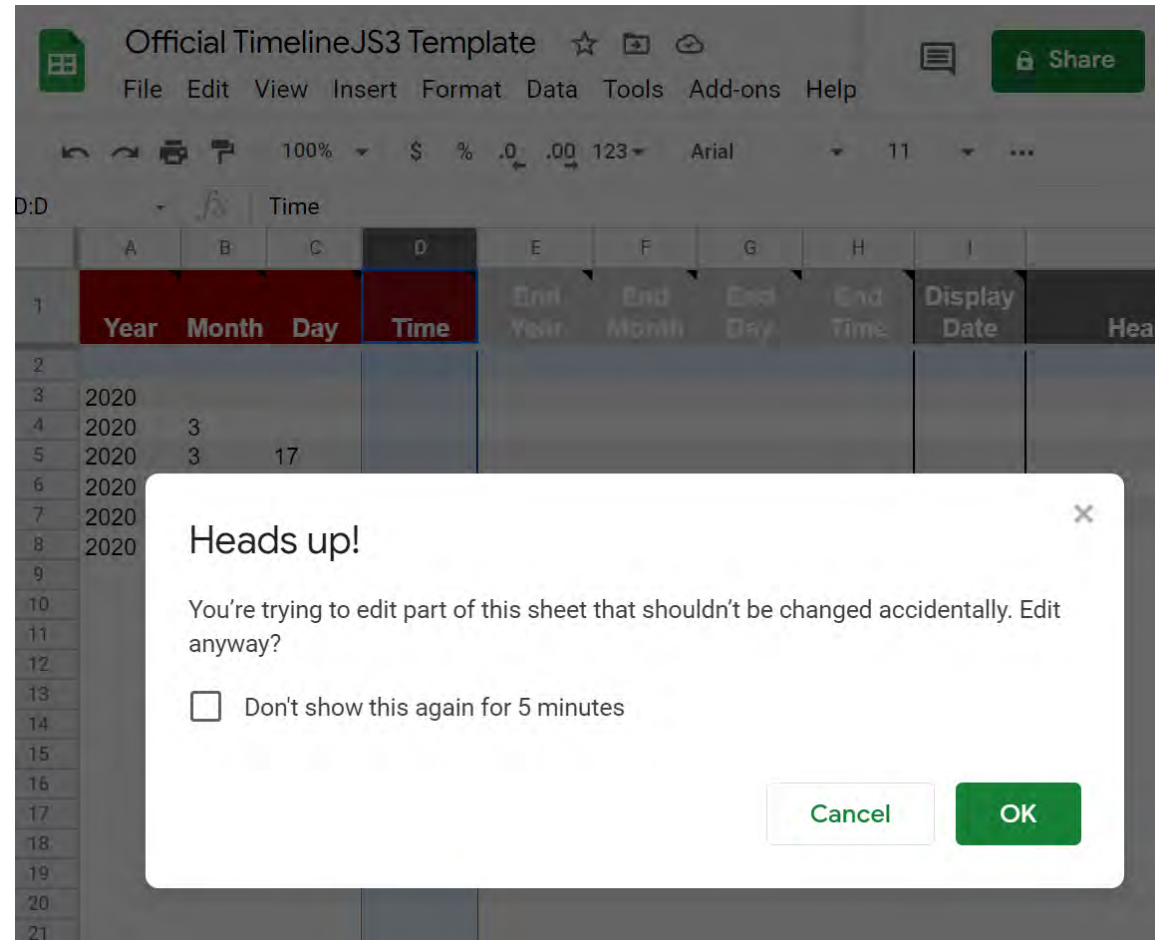 Official TimelineJS3 Template
Share
File Edit View Insert Format Data Tools Add-ons Help
100% $ % .0 .00 123 Arial 11 ...
D:D fx Time
A B C D E F G H I
1 Year Month Day Time End Year End Month End Day End Time Display Date Hea
2
3 2020
4 2020 3
5 2020 3 17
6 2020
7 2020
8 2020
9
10
11
12
13
14
15
16
17
18
19
20
21
Heads up!
You're trying to edit part of this sheet that shouldn't be changed accidentally. Edit
anyway?
Don't show this again for 5 minutes
Cancel OK